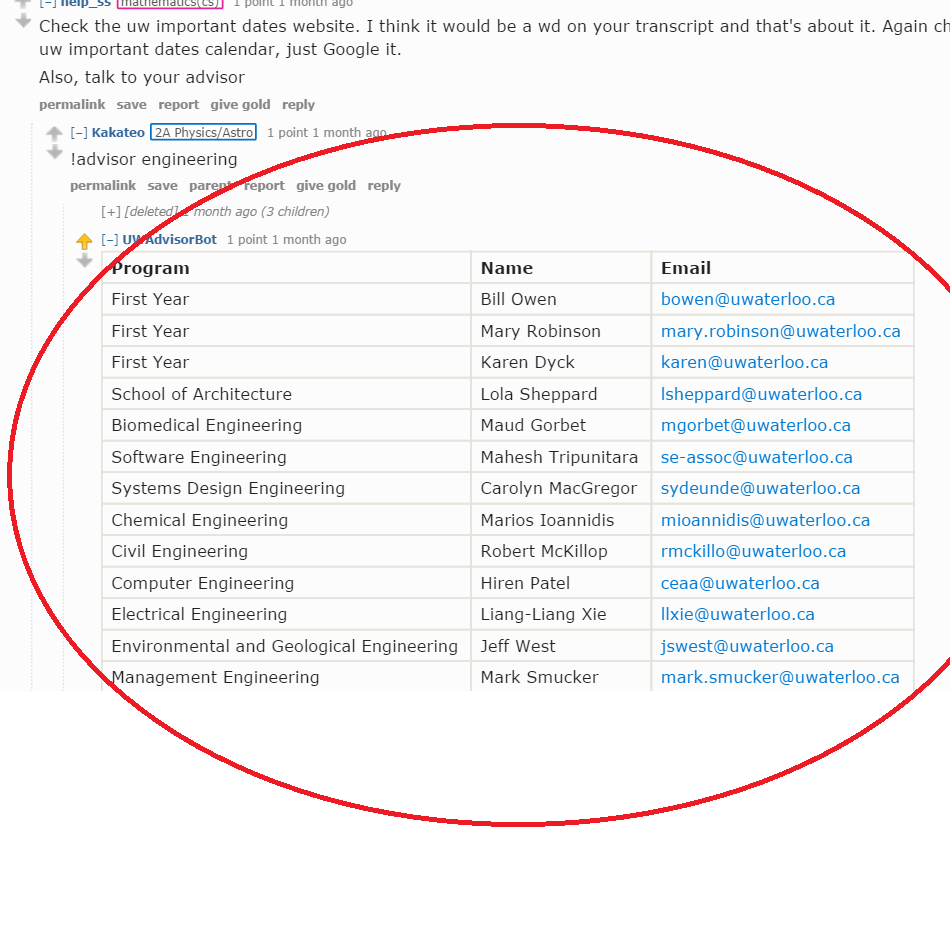 [–] help_ss mathematics(cs) 1 point 1 month ago
Check the uw important dates website. I think it would be a wd on your transcript and that's about it. Again ch
uw important dates calendar, just Google it.
Also, talk to your advisor
permalink save report give gold reply
[–] Kakateo 2A Physics/Astro 1 point 1 month ago
!advisor engineering
permalink save parent report give gold reply
[+] [deleted] 1 month ago (3 children)
[–] UWAdvisorBot 1 point 1 month ago
Program Name Email
First Year Bill Owen bowen@uwaterloo.ca
First Year Mary Robinson mary.robinson@uwaterloo.ca
First Year Karen Dyck karen@uwaterloo.ca
School of Architecture Lola Sheppard lsheppard@uwaterloo.ca
Biomedical Engineering Maud Gorbet mgorbet@uwaterloo.ca
Software Engineering Mahesh Tripunitara se-assoc@uwaterloo.ca
Systems Design Engineering Carolyn MacGregor sydeunde@uwaterloo.ca
Chemical Engineering Marios Ioannidis mioannidis@uwaterloo.ca
Civil Engineering Robert McKillop rmckillo@uwaterloo.ca
Computer Engineering Hiren Patel ceaa@uwaterloo.ca
Electrical Engineering Liang-Liang Xie llxie@uwaterloo.ca
Environmental and Geological Engineering Jeff West jswest@uwaterloo.ca
Management Engineering Mark Smucker mark.smucker@uwaterloo.ca